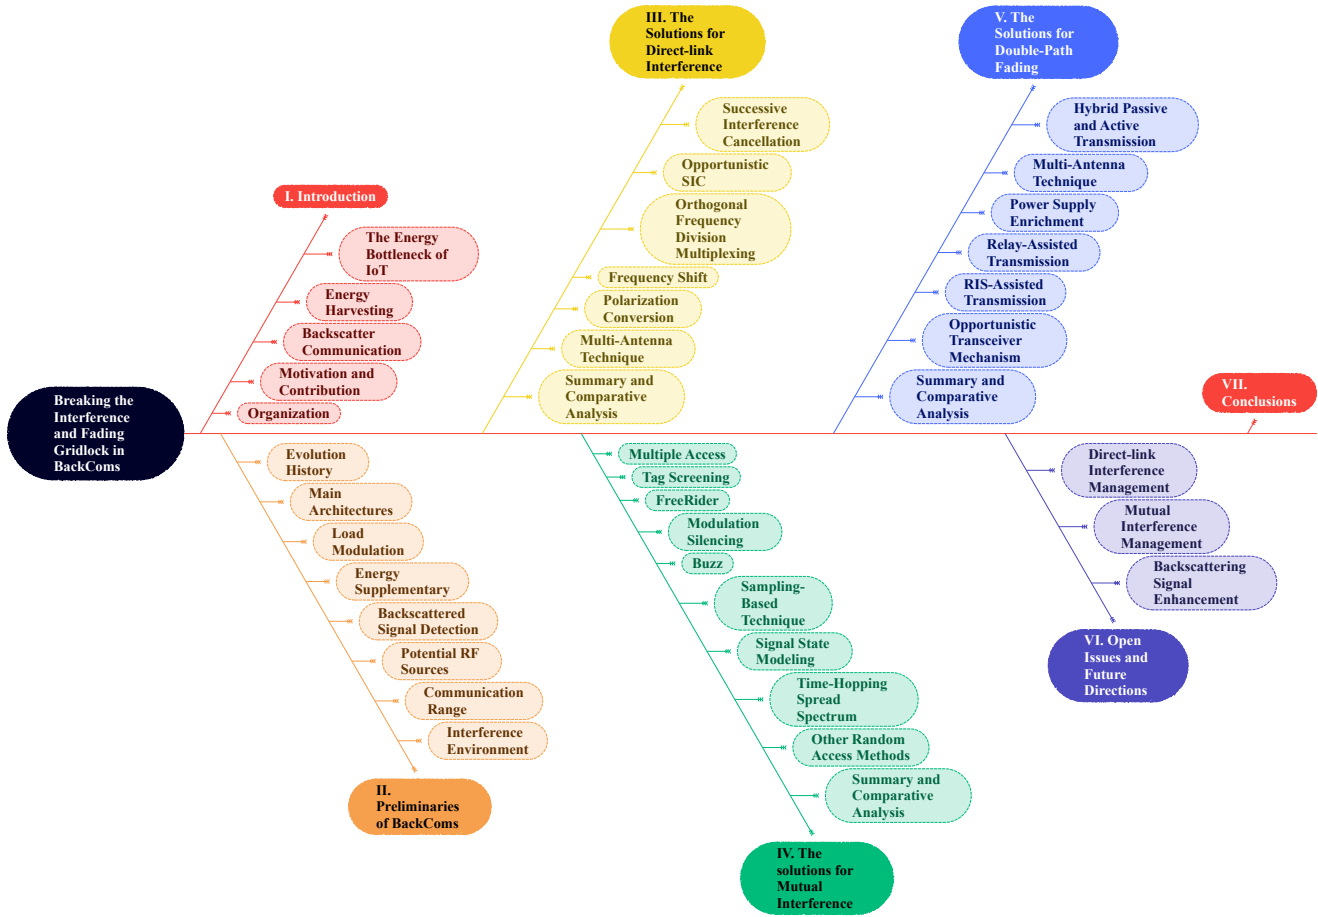 Breaking the
Interference
and Fading
Gridlock in
BackComs
I. Introduction
The Energy
Bottleneck of
IoT
Energy
Harvesting
Backscatter
Communication
Motivation and
Contribution
Organization
Evolution
History
Main
Architectures
Load
Modulation
Energy
Supplementary
Backscattered
Signal Detection
Potential RF
Sources
Communication
Range
Interference
Environment
II.
Preliminaries
of BackComs
III. The
Solutions for
Direct-link
Interference
Successive
Interference
Cancellation
Opportunistic
SIC
Orthogonal
Frequency
Division
Multiplexing
Frequency Shift
Polarization
Conversion
Multi-Antenna
Technique
Summary and
Comparative
Analysis
Multiple Access
Tag Screening
FreeRider
Modulation
Silencing
Buzz
Sampling-
Based
Technique
Signal State
Modeling
Time-Hopping
Spread
Spectrum
Other Random
Access Methods
Summary and
Comparative
Analysis
IV. The
solutions for
Mutual
Interference
V. The
Solutions for
Double-Path
Fading
Hybrid Passive
and Active
Transmission
Multi-Antenna
Technique
Power Supply
Enrichment
Relay-Assisted
Transmission
RIS-Assisted
Transmission
Opportunistic
Transceiver
Mechanism
Summary and
Comparative
Analysis
Direct-link
Interference
Management
Mutual
Interference
Management
Backscattering
Signal
Enhancement
VI. Open
Issues and
Future
Directions
VII.
Conclusions